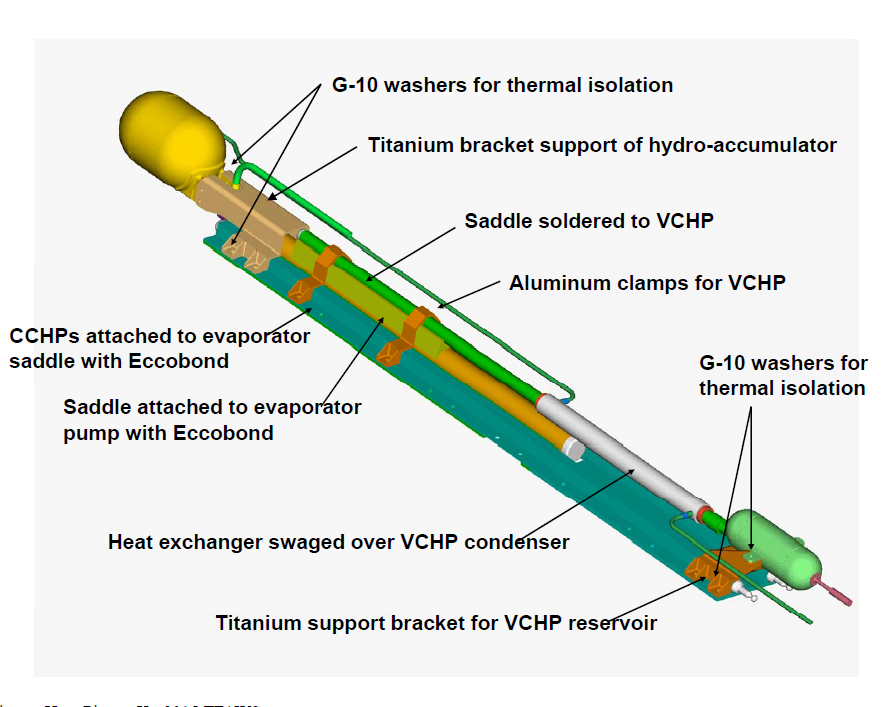 G-10 washers for thermal isolation
Titanium bracket support of hydro-accumulator
Saddle soldered to VCHP
Aluminum clamps for VCHP
CCHPs attached to evaporator
saddle with Eccobond
G-10 washers for
thermal isolation
Saddle attached to evaporator
pump with Eccobond
Heat exchanger swaged over VCHP condenser
Titanium support bracket for VCHP reservoir